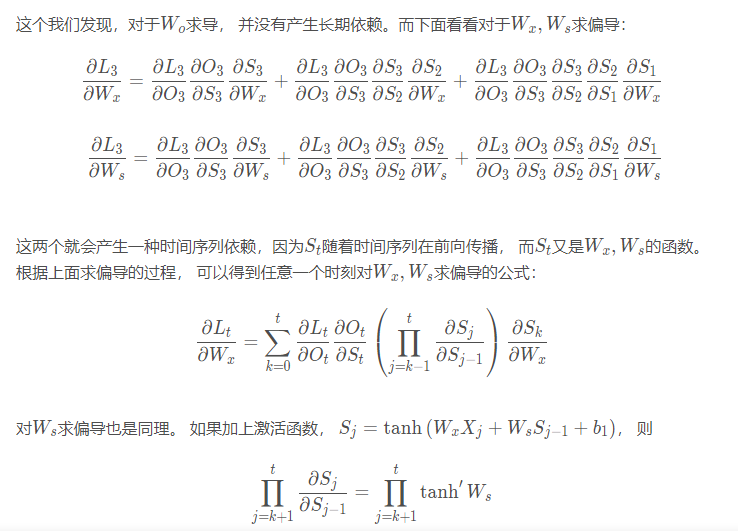 这个我们发现，对于$W_o$求导， 并没有产生长期依赖。而下面看看对于$W_x, W_s$求偏导：
$$\frac{\partial L_3}{\partial W_x} = \frac{\partial L_3}{\partial O_3} \frac{\partial O_3}{\partial S_3} \frac{\partial S_3}{\partial W_x} + \frac{\partial L_3}{\partial O_3} \frac{\partial O_3}{\partial S_3} \frac{\partial S_3}{\partial S_2} \frac{\partial S_2}{\partial W_x} + \frac{\partial L_3}{\partial O_3} \frac{\partial O_3}{\partial S_3} \frac{\partial S_3}{\partial S_2} \frac{\partial S_2}{\partial S_1} \frac{\partial S_1}{\partial W_x}$$
$$\frac{\partial L_3}{\partial W_s} = \frac{\partial L_3}{\partial O_3} \frac{\partial O_3}{\partial S_3} \frac{\partial S_3}{\partial W_s} + \frac{\partial L_3}{\partial O_3} \frac{\partial O_3}{\partial S_3} \frac{\partial S_3}{\partial S_2} \frac{\partial S_2}{\partial W_s} + \frac{\partial L_3}{\partial O_3} \frac{\partial O_3}{\partial S_3} \frac{\partial S_3}{\partial S_2} \frac{\partial S_2}{\partial S_1} \frac{\partial S_1}{\partial W_s}$$
这两个就会产生一种时间序列依赖，因为$S_t$随着时间序列在前向传播， 而$S_t$又是$W_x, W_s$的函数。
根据上面求偏导的过程， 可以得到任意一个时刻对$W_x, W_s$求偏导的公式：
$$\frac{\partial L_t}{\partial W_x} = \sum_{k=0}^{t} \frac{\partial L_t}{\partial O_t} \frac{\partial O_t}{\partial S_t} \left( \prod_{j=k-1}^{t} \frac{\partial S_j}{\partial S_{j-1}} \right) \frac{\partial S_k}{\partial W_x}$$
对$W_s$求偏导也是同理。 如果加上激活函数， $S_j = \tanh (W_x X_j + W_s S_{j-1} + b_1)$， 则
$$\prod_{j=k+1}^{t} \frac{\partial S_j}{\partial S_{j-1}} = \prod_{j=k+1}^{t} \tanh' W_s$$